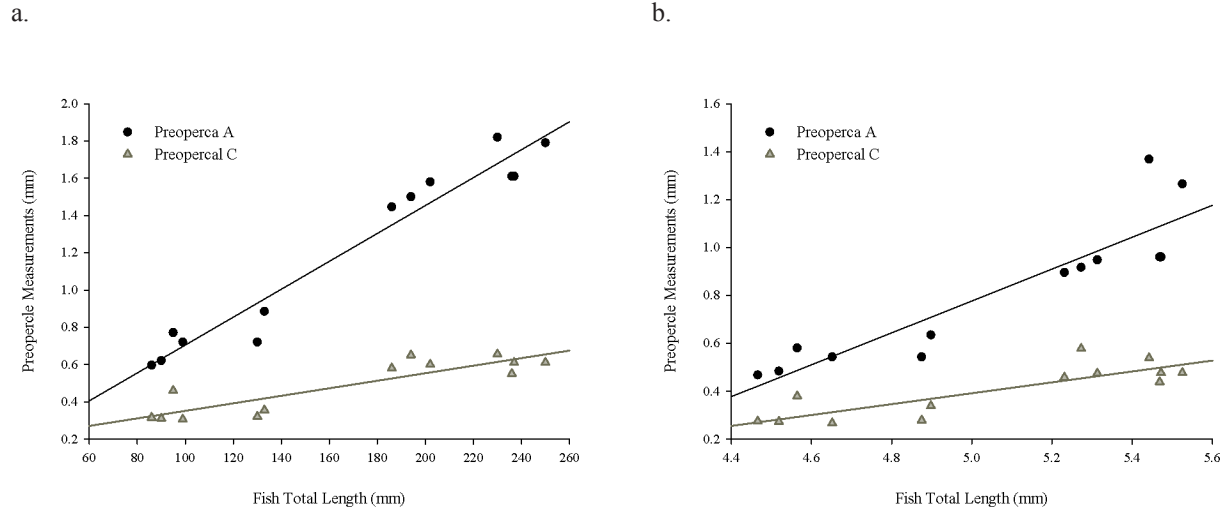 a.
b.
2.0
1.8
1.6
1.4
1.2
1.0
0.8
0.6
0.4
0.2
Preopercle Measurements (mm)
Preoperca A
Preopercal C
60 80 100 120 140 160 180 200 220 240 260
Fish Total Length (mm)
1.6
1.4
1.2
1.0
0.8
0.6
0.4
0.2
Preopercle Measurements (mm)
Preoperca A
Preopercal C
4.4 4.6 4.8 5.0 5.2 5.4 5.6
Fish Total Length (mm)